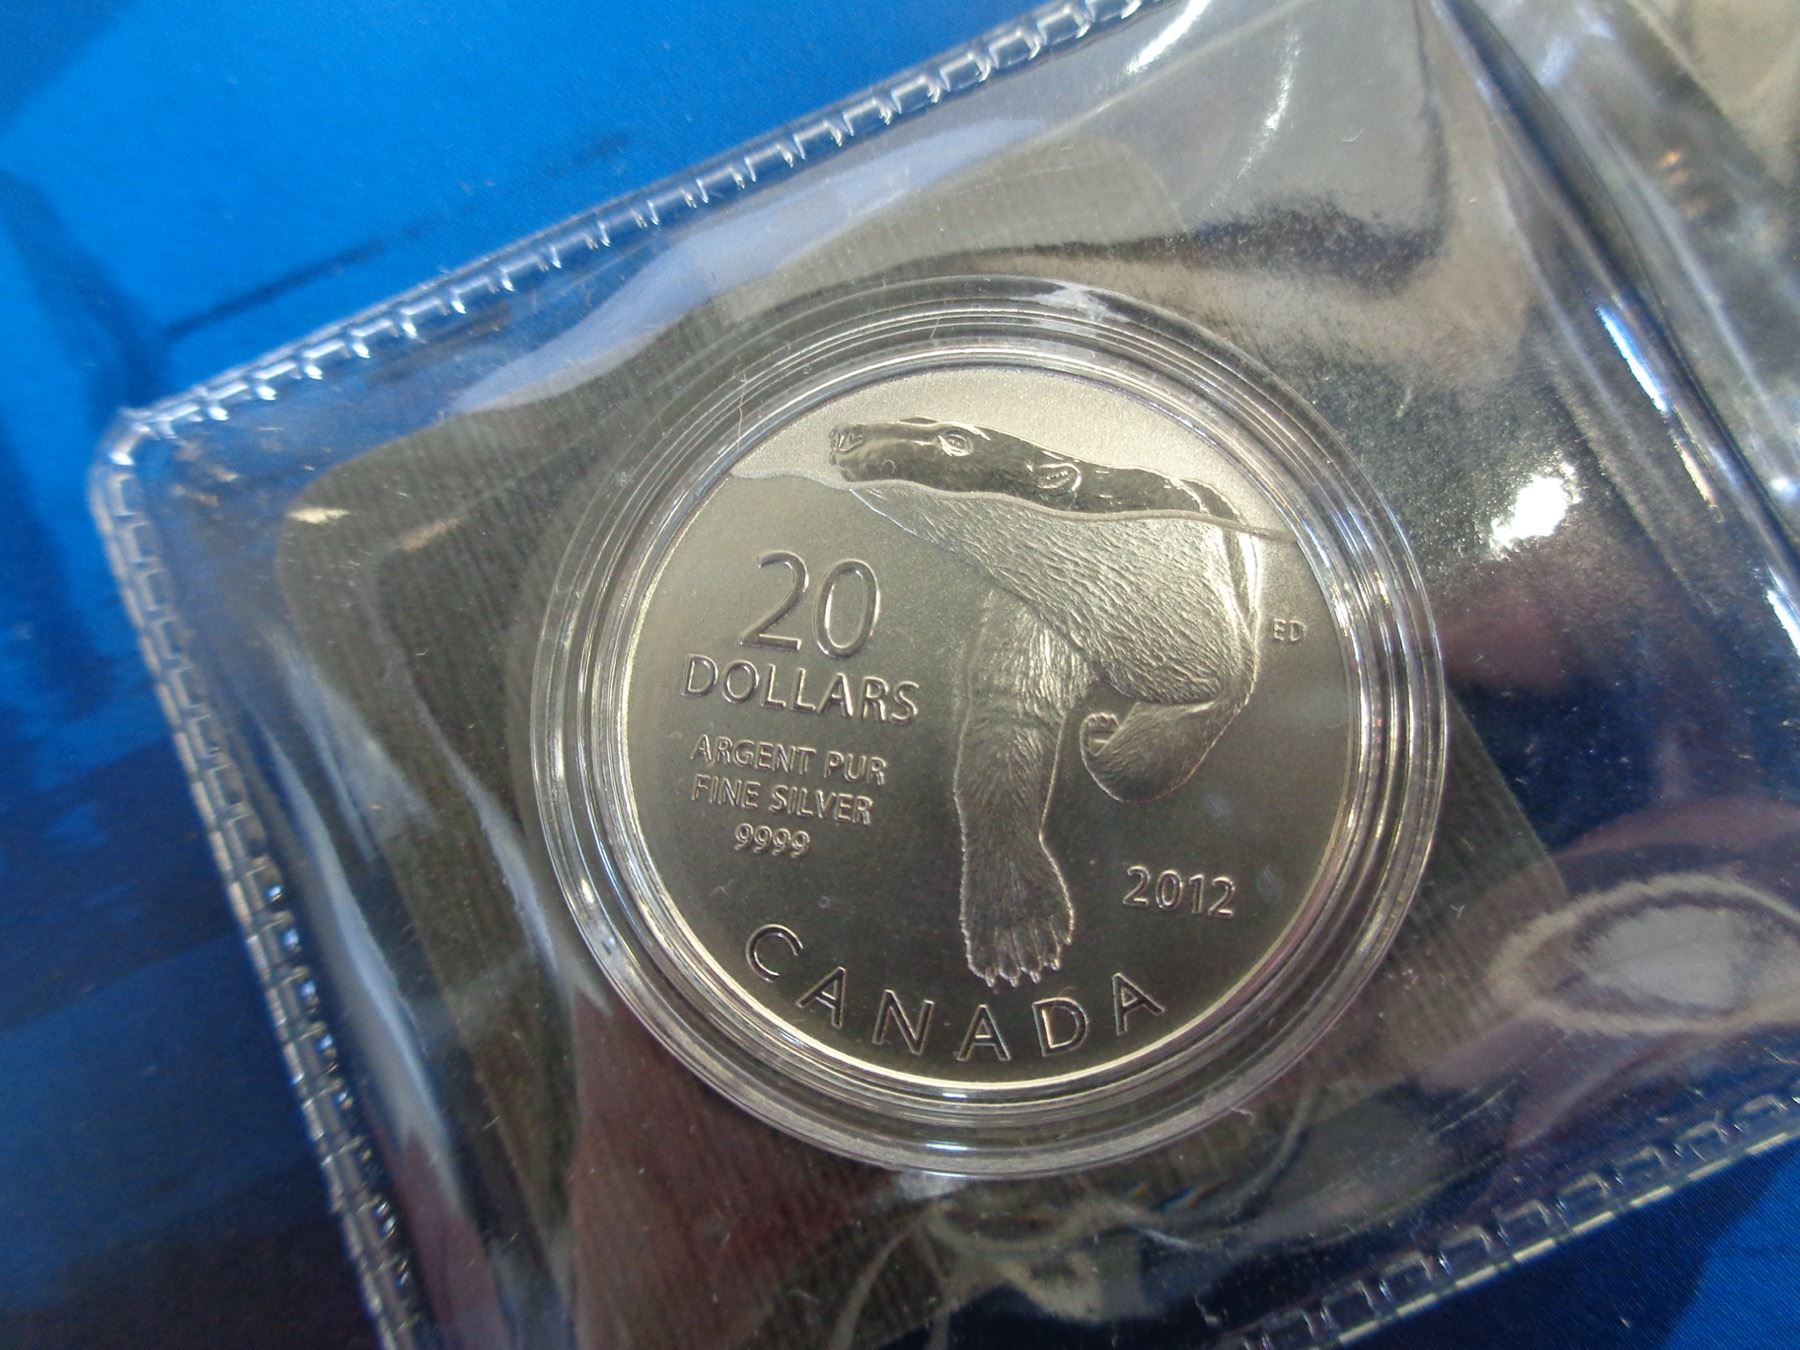 20
DOLLARS
ARGENT PUR
FINE SILVER
9999
ED
2012
CANADA